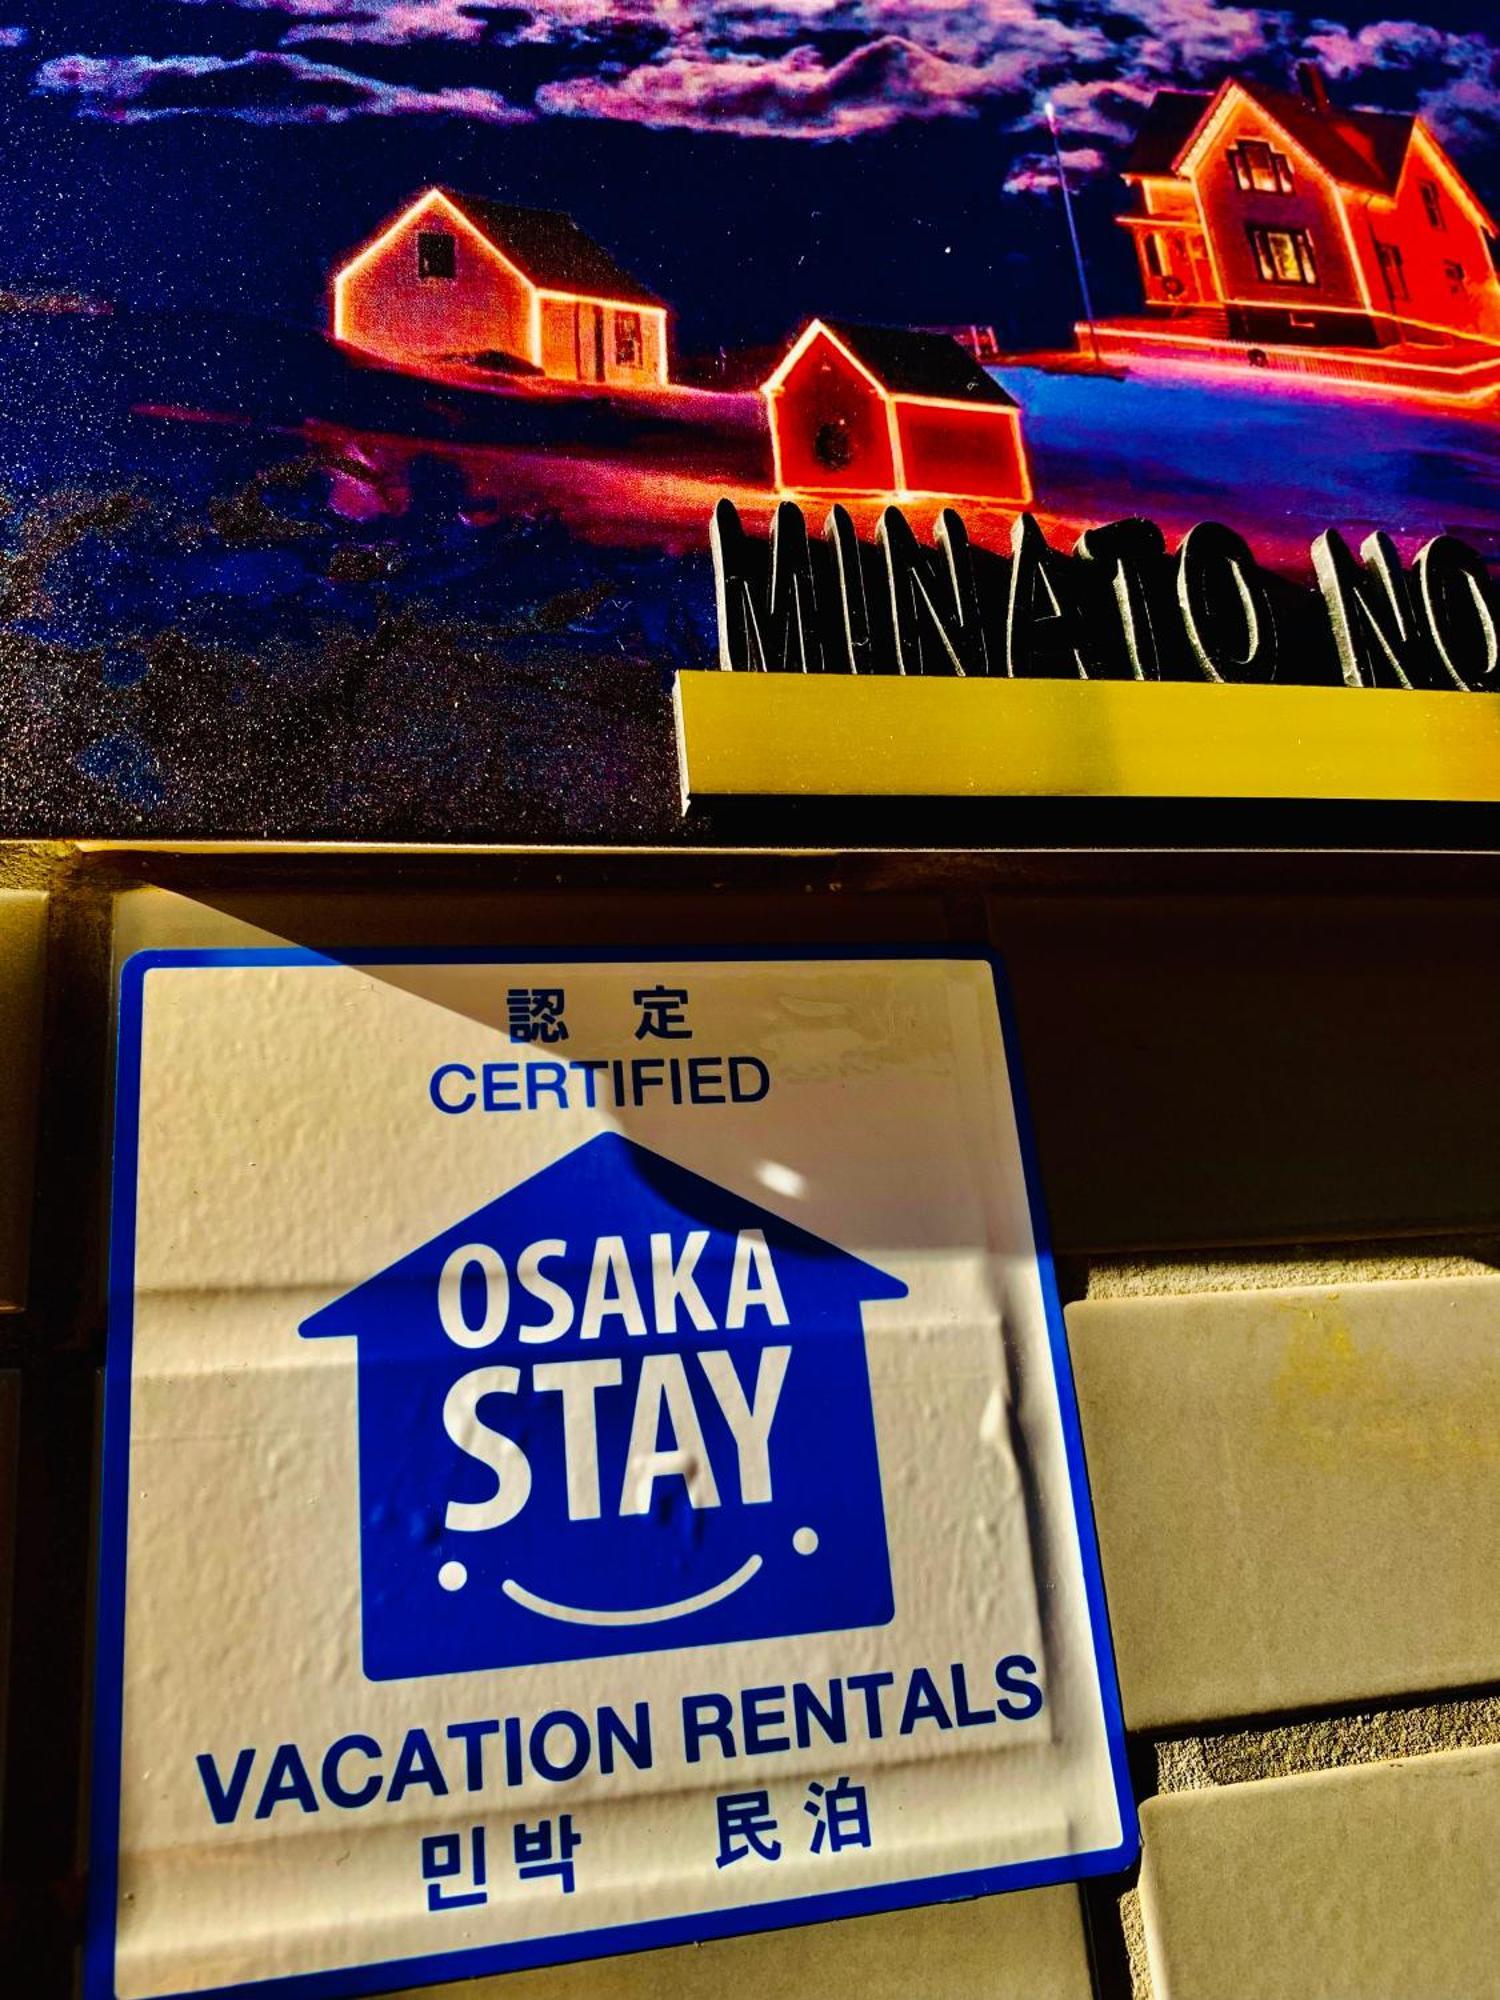 MINATO NO
認 定
CERTIFIED
OSAKA
STAY
VACATION RENTALS
민박 民泊